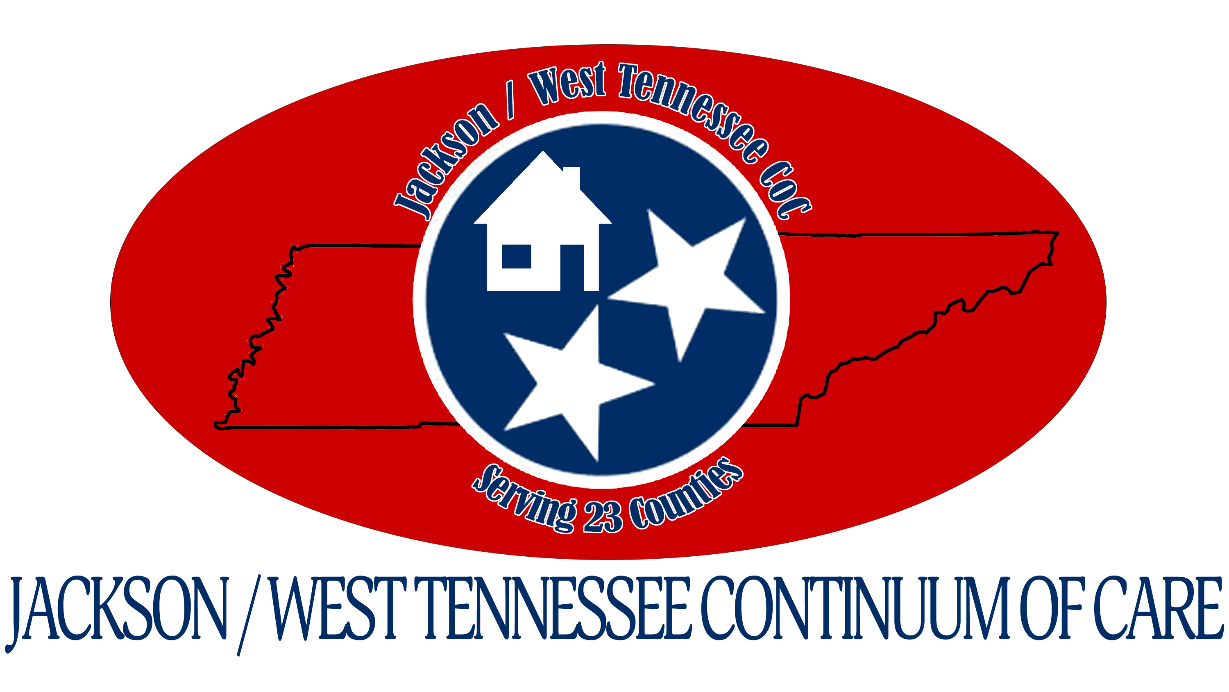 Jackson / West Tennessee CoC
Serving 23 Counties
JACKSON / WEST TENNESSEE CONTINUUM OF CARE